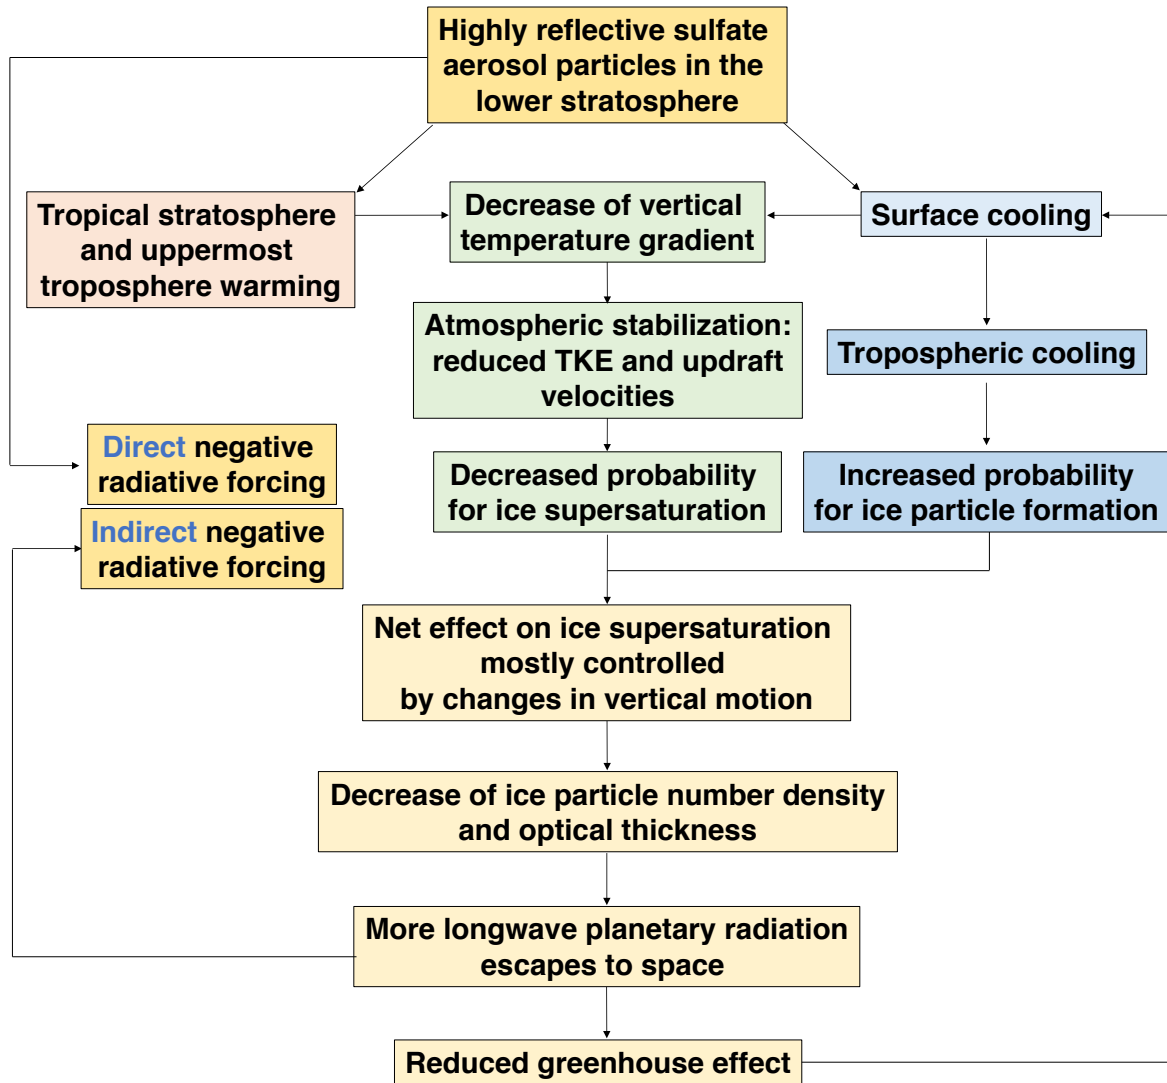 Highly reflective sulfate
aerosol particles in the
lower stratosphere
Tropical stratosphere
and uppermost
troposphere warming
Decrease of vertical
temperature gradient
Surface cooling
Atmospheric stabilization:
reduced TKE and updraft
velocities
Tropospheric cooling
Direct negative
radiative forcing
Indirect negative
radiative forcing
Decreased probability
for ice supersaturation
Increased probability
for ice particle formation
Net effect on ice supersaturation
mostly controlled
by changes in vertical motion
Decrease of ice particle number density
and optical thickness
More longwave planetary radiation
escapes to space
Reduced greenhouse effect